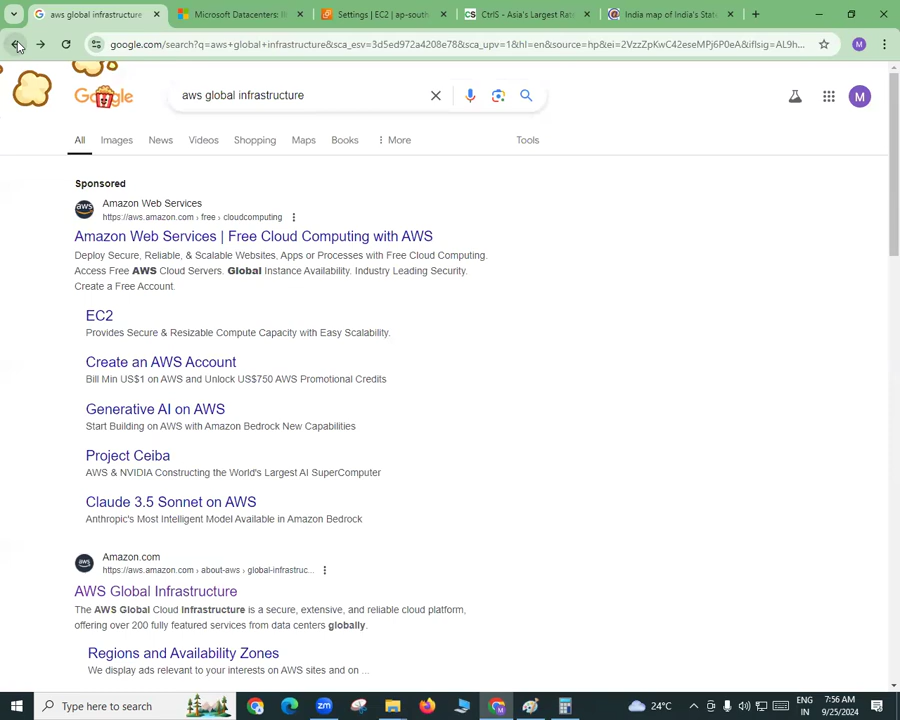 aws global infrastructure
Microsoft Datacenters: Ill
Settings | EC2 | ap-south
CtrlS - Asia's Largest Rate
India map of India's State
google.com/search?q=aws+global+infrastructure&sca_esv=3d5ed972a4208e78&sca_upv=1&hl=en&source=hp&ei=2VzzZpKwC42eseMPj6P0eA&iflsig=AL9h...
M
Google
aws global infrastructure
M
All Images News Videos Shopping Maps Books More Tools
Sponsored
aws
Amazon Web Services
https://aws.amazon.com › free › cloudcomputing
Amazon Web Services | Free Cloud Computing with AWS
Deploy Secure, Reliable, & Scalable Websites, Apps or Processes with Free Cloud Computing.
Access Free AWS Cloud Servers. Global Instance Availability. Industry Leading Security.
Create a Free Account.
EC2
Provides Secure & Resizable Compute Capacity with Easy Scalability.
Create an AWS Account
Bill Min US$1 on AWS and Unlock US$750 AWS Promotional Credits
Generative AI on AWS
Start Building on AWS with Amazon Bedrock New Capabilities
Project Ceiba
AWS & NVIDIA Constructing the World's Largest AI SuperComputer
Claude 3.5 Sonnet on AWS
Anthropic's Most Intelligent Model Available in Amazon Bedrock
aws
Amazon.com
https://aws.amazon.com › about-aws › global-infrastruc...
AWS Global Infrastructure
The AWS Global Cloud Infrastructure is a secure, extensive, and reliable cloud platform,
offering over 200 fully featured services from data centers globally.
Regions and Availability Zones
We display ads relevant to your interests on AWS sites and on ...
Type here to search
zm
24°C
ENG
IN
7:56 AM
9/25/2024